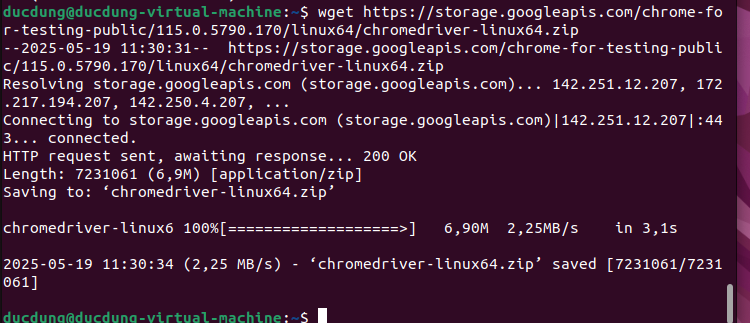 ducdung@ducdung-virtual-machine:~$ wget https://storage.googleapis.com/chrome-fo
r-testing-public/115.0.5790.170/linux64/chromedriver-linux64.zip
--2025-05-19 11:30:31--  https://storage.googleapis.com/chrome-for-testing-publi
c/115.0.5790.170/linux64/chromedriver-linux64.zip
Resolving storage.googleapis.com (storage.googleapis.com)... 142.251.12.207, 172
.217.194.207, 142.250.4.207, ...
Connecting to storage.googleapis.com (storage.googleapis.com)|142.251.12.207|:44
3... connected.
HTTP request sent, awaiting response... 200 OK
Length: 7231061 (6,9M) [application/zip]
Saving to: ‘chromedriver-linux64.zip’

chromedriver-linux6 100%[===================>]   6,90M  2,25MB/s    in 3,1s

2025-05-19 11:30:34 (2,25 MB/s) - ‘chromedriver-linux64.zip’ saved [7231061/7231
061]

ducdung@ducdung-virtual-machine:~$